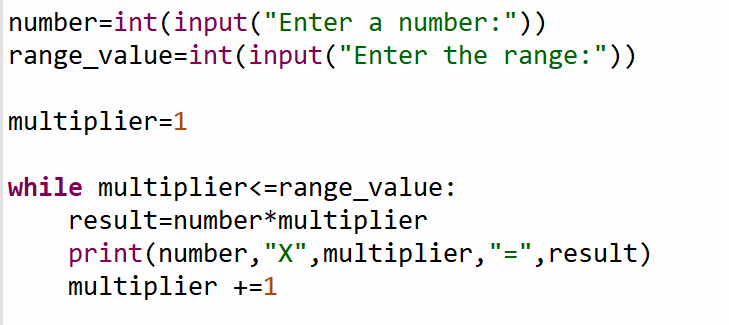 number=int(input("Enter a number:"))
range_value=int(input("Enter the range:"))
multiplier=1
while multiplier<=range_value:
    result=number*multiplier
    print(number,"X",multiplier,"=",result)
    multiplier +=1